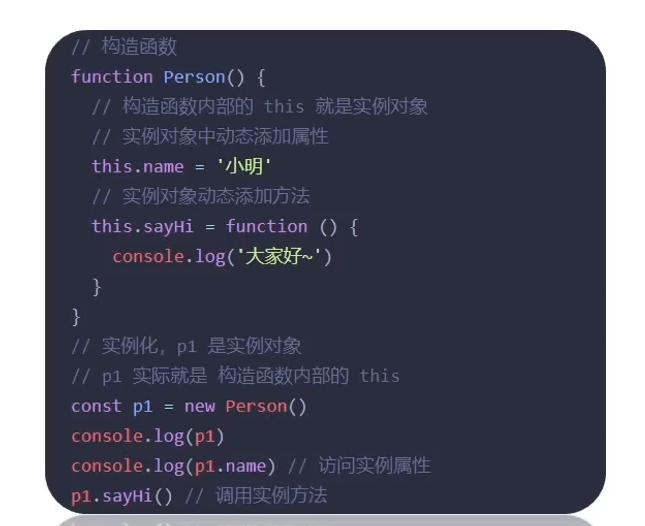 // 构造函数
function Person() {
  // 构造函数内部的 this 就是实例对象
  // 实例对象中动态添加属性
  this.name = '小明'
  // 实例对象动态添加方法
  this.sayHi = function () {
    console.log('大家好~')
  }
}
// 实例化，p1 是实例对象
// p1 实际就是 构造函数内部的 this
const p1 = new Person()
console.log(p1)
console.log(p1.name) // 访问实例属性
p1.sayHi() // 调用实例方法